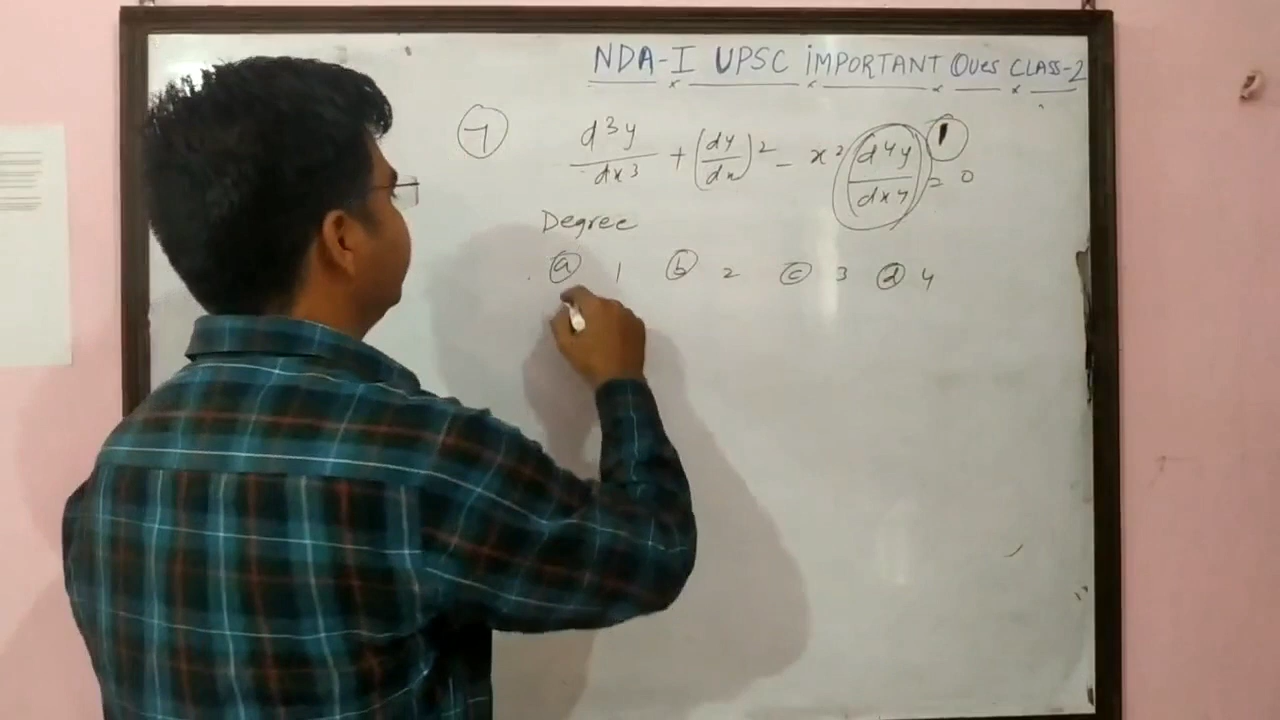 NDA-I UPSC iMPORTANT Ques CLASS-2
7 d³y/dx³ + (dy/dx)² - x² (d⁴y/dx⁴)¹ = 0
Degree
a 1 b 2 c 3 d 4